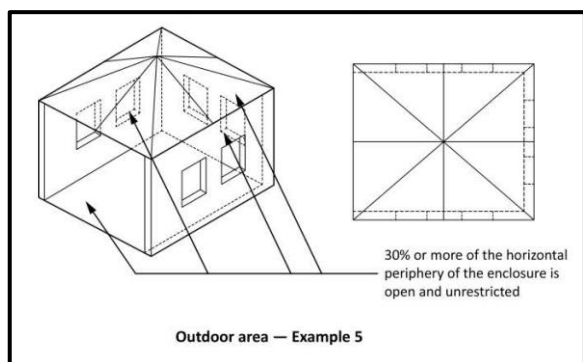 30% or more of the horizontal
periphery of the enclosure is
open and unrestricted
Outdoor area — Example 5